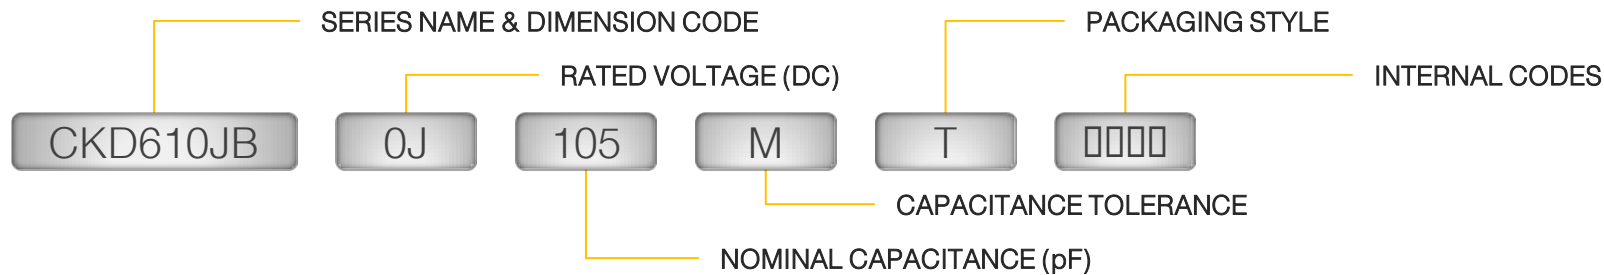 SERIES NAME & DIMENSION CODE
PACKAGING STYLE
RATED VOLTAGE (DC)
INTERNAL CODES
CKD610JB 0J 105 M T □□□□
CAPACITANCE TOLERANCE
NOMINAL CAPACITANCE (pF)